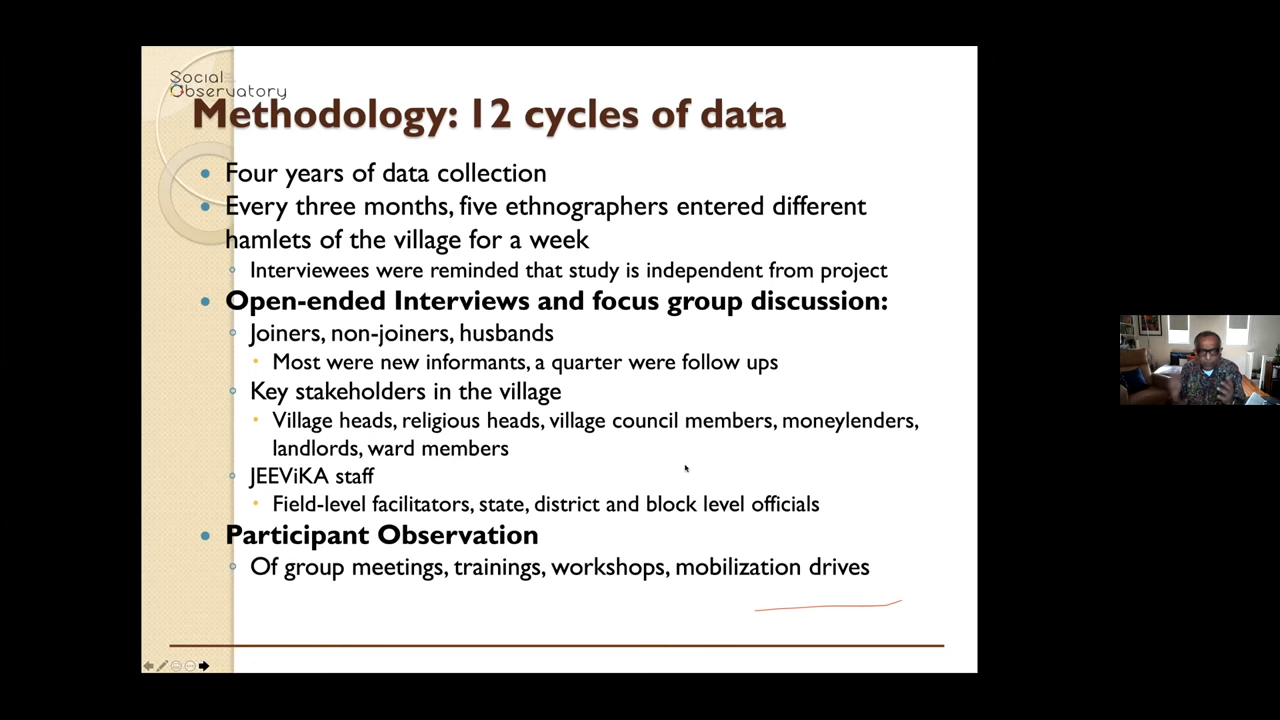 Social
Observatory
Methodology: 12 cycles of data
Four years of data collection
Every three months, five ethnographers entered different
hamlets of the village for a week
Interviewees were reminded that study is independent from project
Open-ended Interviews and focus group discussion:
Joiners, non-joiners, husbands
Most were new informants, a quarter were follow ups
Key stakeholders in the village
Village heads, religious heads, village council members, moneylenders,
landlords, ward members
JEEViKA staff
Field-level facilitators, state, district and block level officials
Participant Observation
Of group meetings, trainings, workshops, mobilization drives